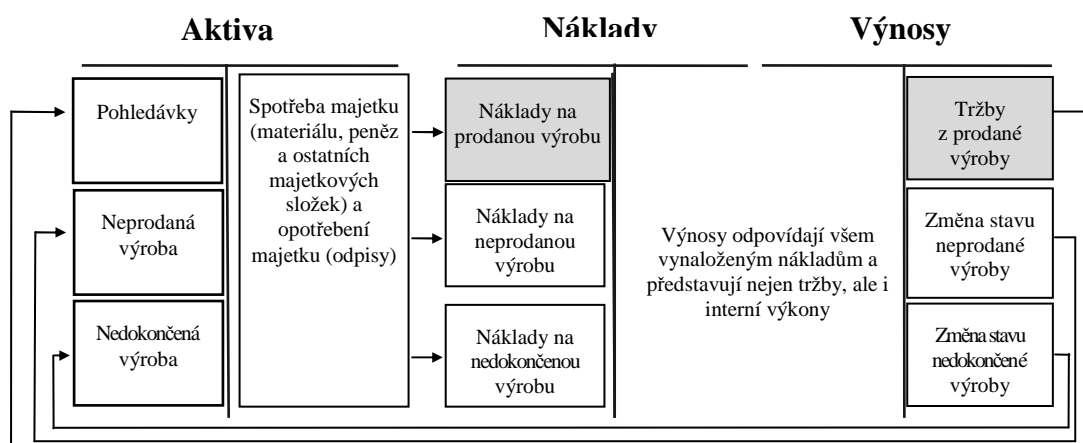 Aktiva
Náklady
Výnosy
Pohledávky
Neprodaná
výroba
Nedokončená
výroba
Spotřeba majetku
(materiálu, peněz
a ostatních
majetkových
složek) a
opotřebení
majetku (odpisy)
Náklady na
prodanou výrobu
Náklady na
neprodanou
výrobu
Náklady na
nedokončenou
výrobu
Výnosy odpovídají všem
vynaloženým nákladům a
představují nejen tržby, ale i
interní výkony
Tržby
z prodané
výroby
Změna stavu
neprodané
výroby
Změna stavu
nedokončené
výroby